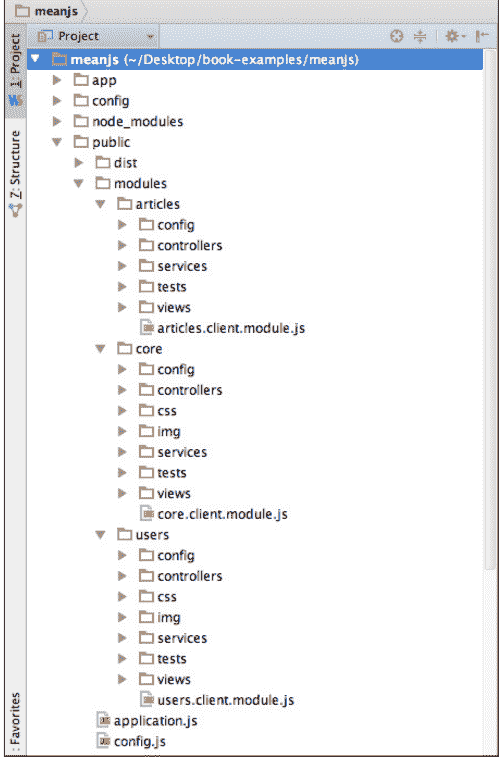 meanjs
Project
1: Project
Z: Structure
: Favorites
meanjs (~/Desktop/book-examples/meanjs)
app
config
node_modules
public
dist
modules
articles
config
controllers
services
tests
views
articles.client.module.js
core
config
controllers
css
img
services
tests
views
core.client.module.js
users
config
controllers
css
img
services
tests
views
users.client.module.js
application.js
config.js